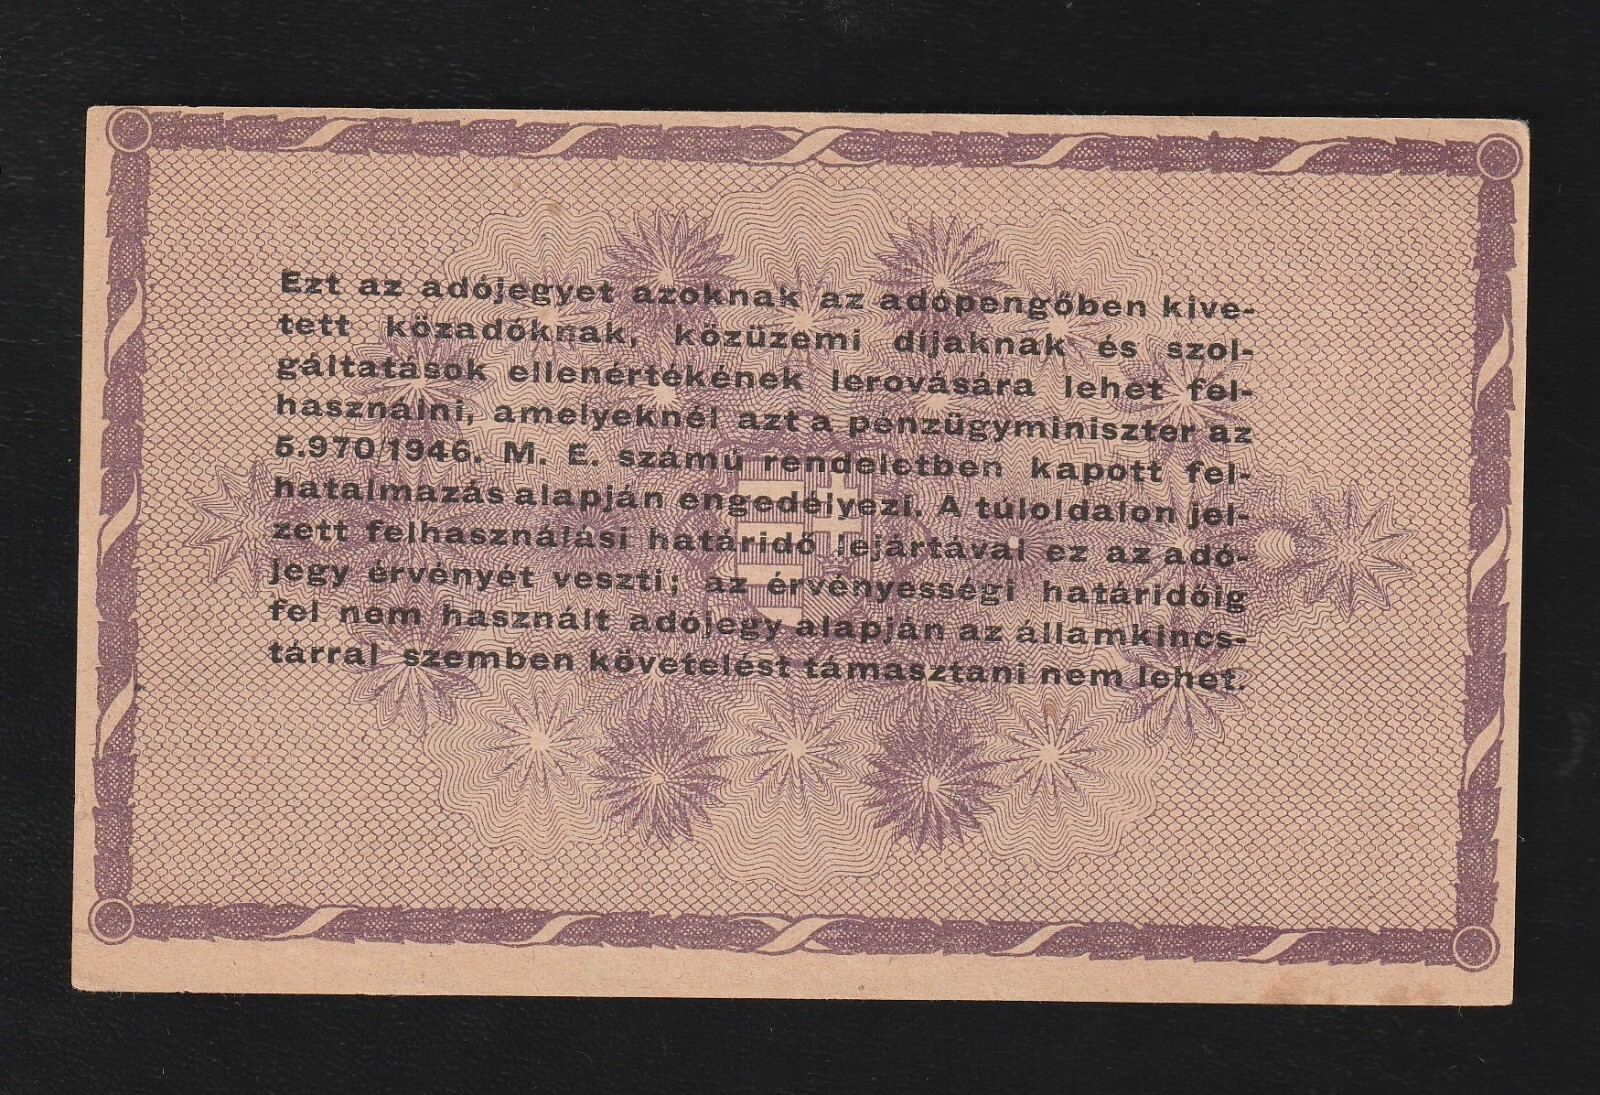 Ezt az adójegyet azoknak az adópengőben kive-
tett közadóknak, közüzemi díjaknak és szol-
gáltatások ellenértékének lerovására lehet fel-
használni, amelyeknél azt a pénzügyminiszter az
5.970/1946. M. E. számú rendeletben kapott fel-
hatalmazás alapján engedélyezi. A túloldalon jel-
zett felhasználási határidő lejártával ez az adó-
jegy érvényét veszti; az érvényességi határidőig
fel nem használt adójegy alapján az államkincs-
tárral szemben követelést támasztani nem lehet.